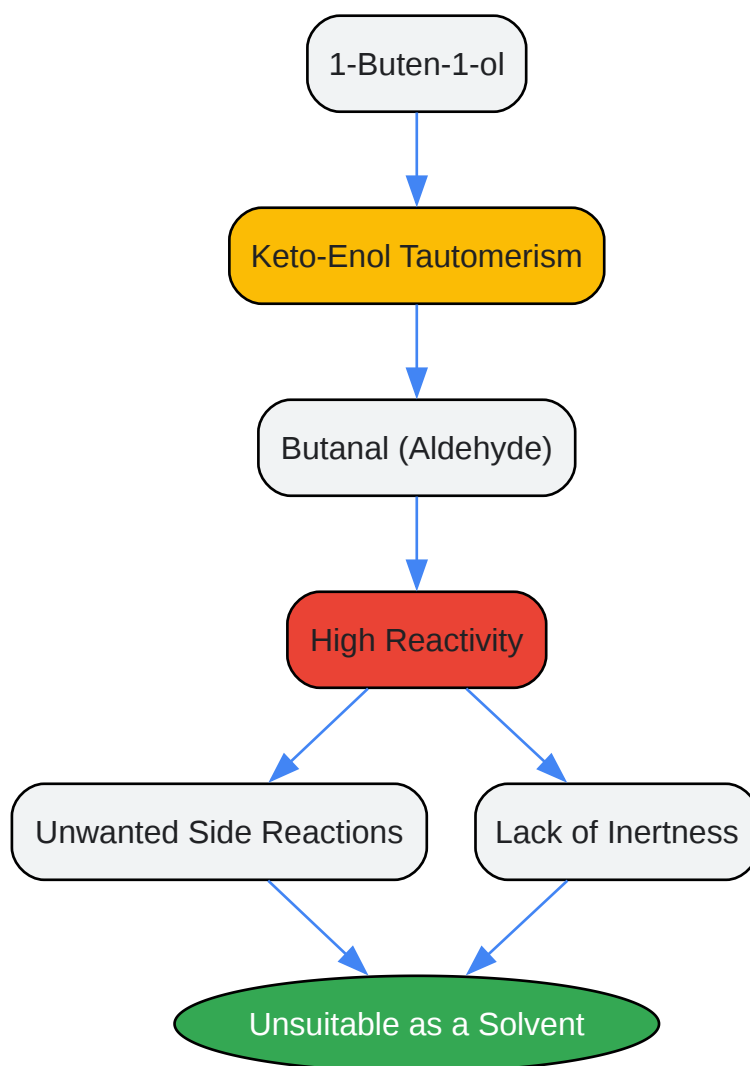 1-Buten-1-ol
Keto-Enol Tautomerism
Butanal (Aldehyde)
High Reactivity
Unwanted Side Reactions
Lack of Inertness
Unsuitable as a Solvent